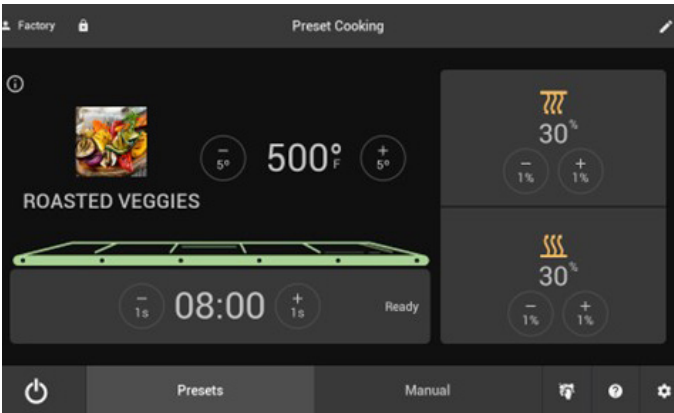 Factory
Preset Cooking
500°F
− 5°
+ 5°
ROASTED VEGGIES
30%
− 1%
+ 1%
30%
− 1%
+ 1%
− 1s
08:00
+ 1s
Ready
Presets
Manual